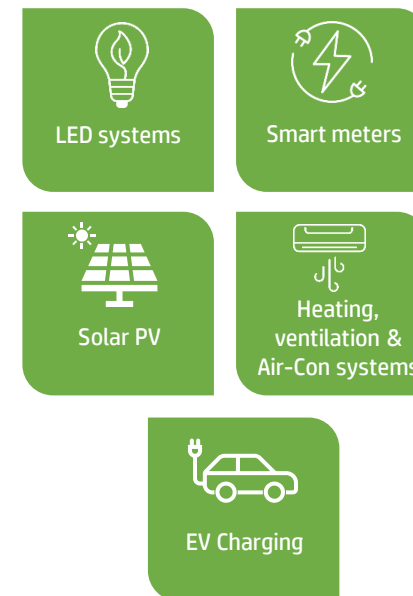 LED systems
Smart meters
Solar PV
Heating,
ventilation &
Air-Con systems
EV Charging